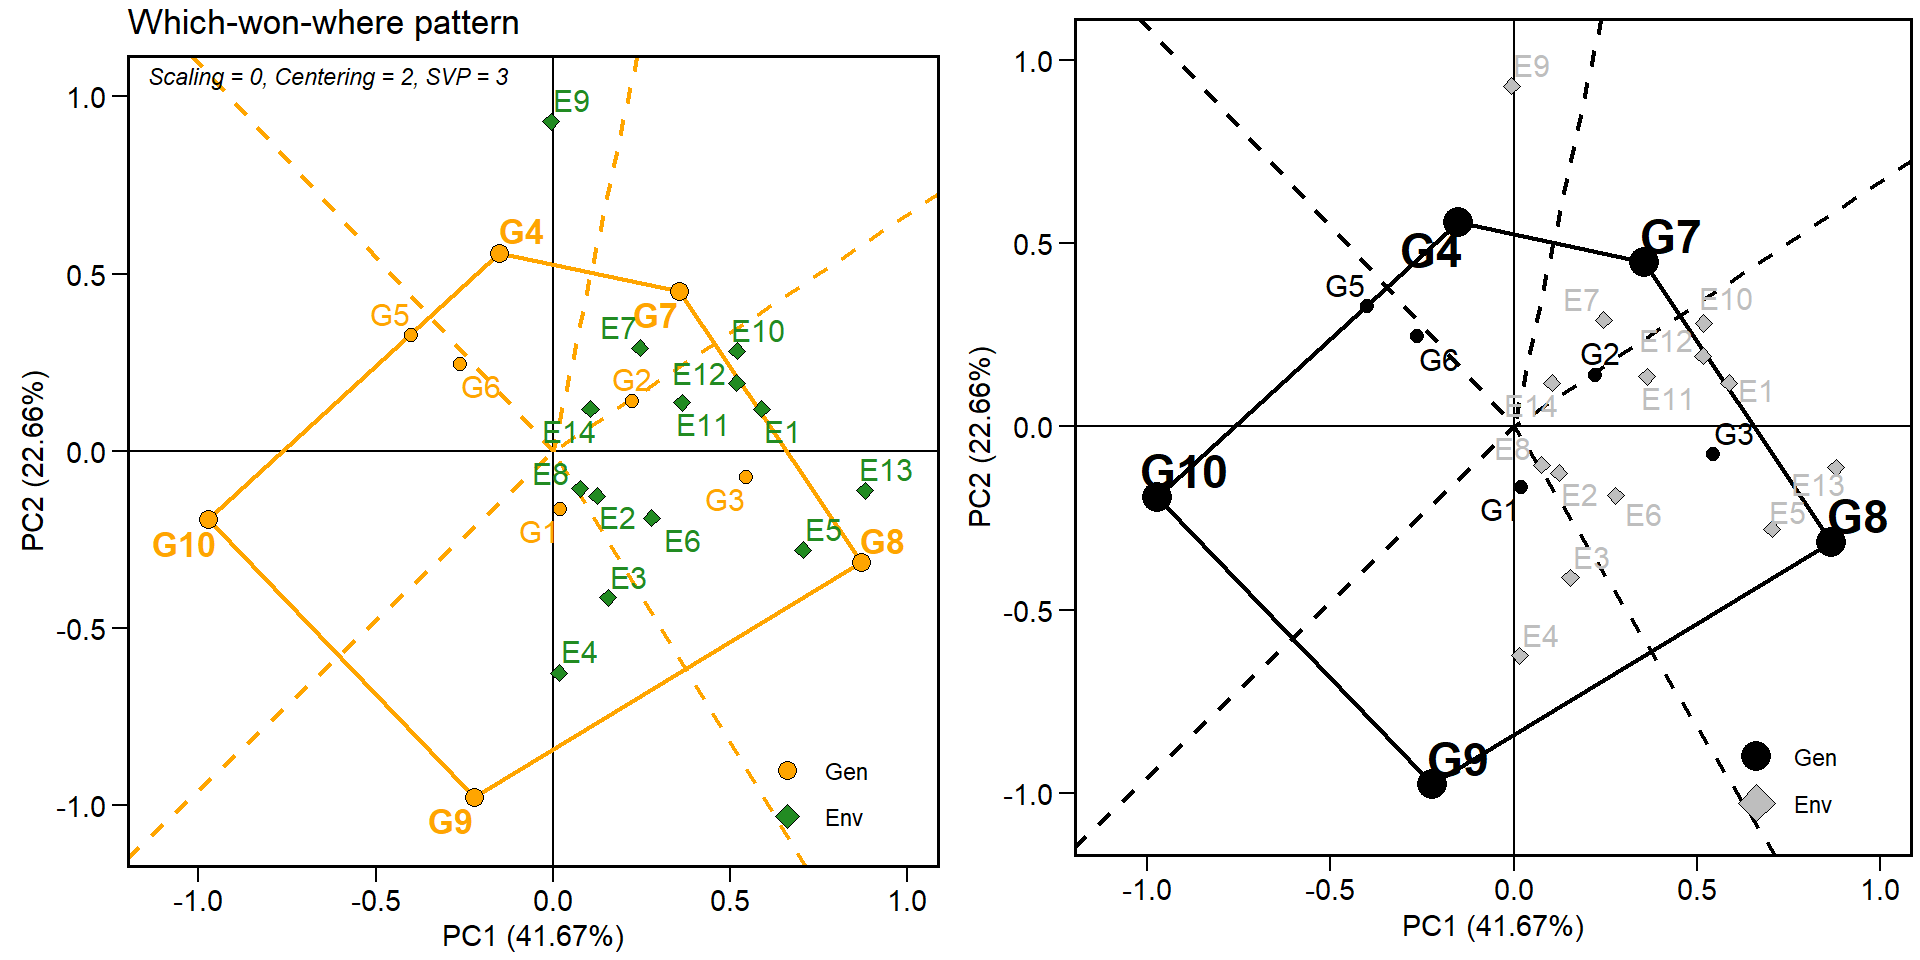 Which-won-where pattern
Scaling = 0, Centering = 2, SVP = 3
PC2 (22.66%)
1.0
0.5
0.0
-0.5
-1.0
E9
G4
G5
G6
G7
E7
E10
G2
E12
E14
E11
E1
E8
E13
G3
G1
E2
E6
E5
G8
G10
E3
E4
G9
Gen
Env
-1.0
-0.5
0.0
0.5
1.0
PC1 (41.67%)
PC2 (22.66%)
1.0
0.5
0.0
-0.5
-1.0
E9
G4
G7
G5
E7
E10
G6
G2
E12
E14
E11
E1
G3
E8
G10
E13
E2
G1
E6
E5
G8
E3
E4
G9
Gen
Env
-1.0
-0.5
0.0
0.5
1.0
PC1 (41.67%)